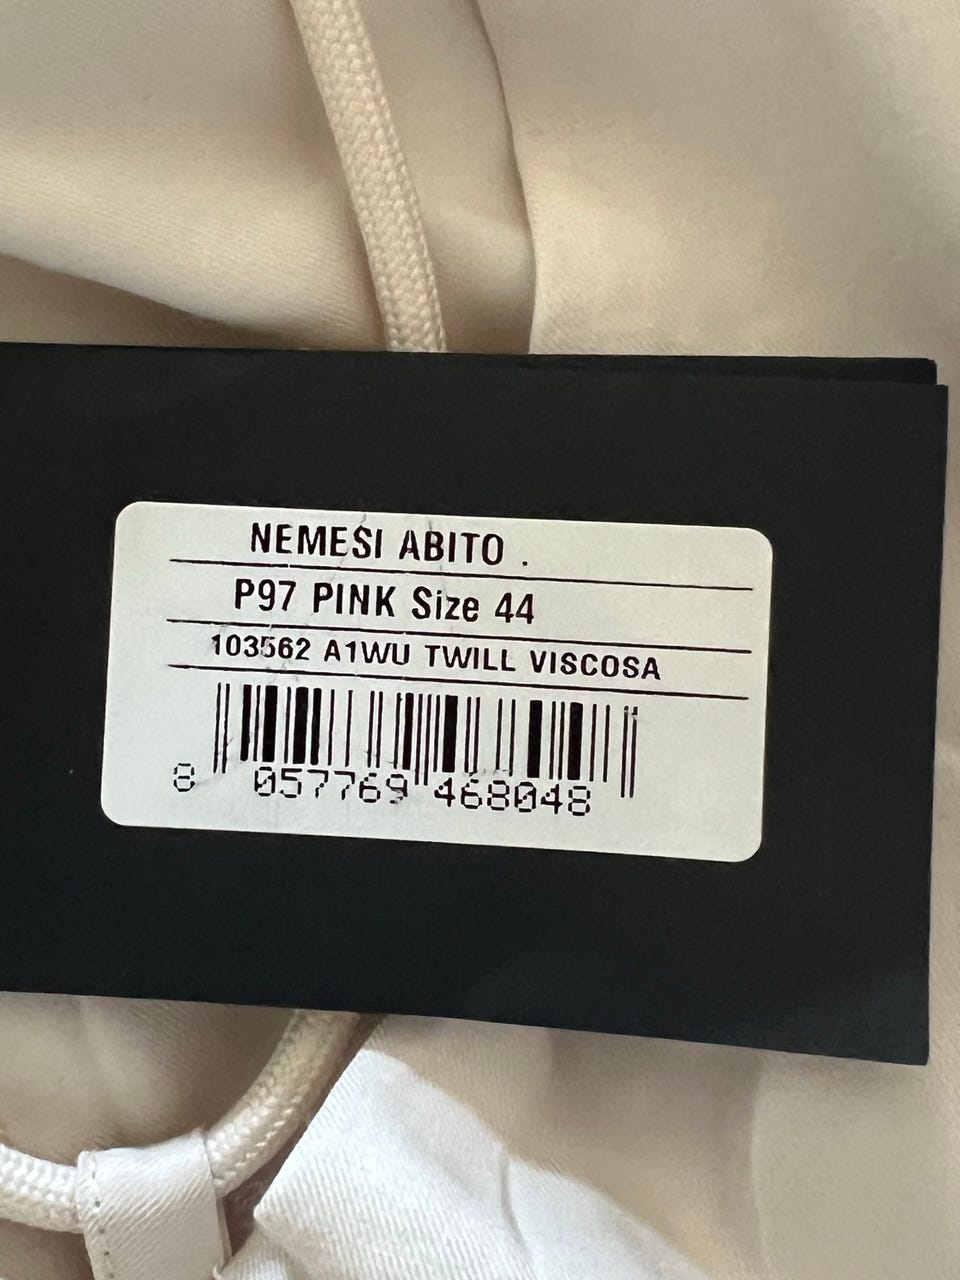 NEMESI ABITO .
P97 PINK Size 44
103562 A1WU TWILL VISCOSA
8 057769 468048